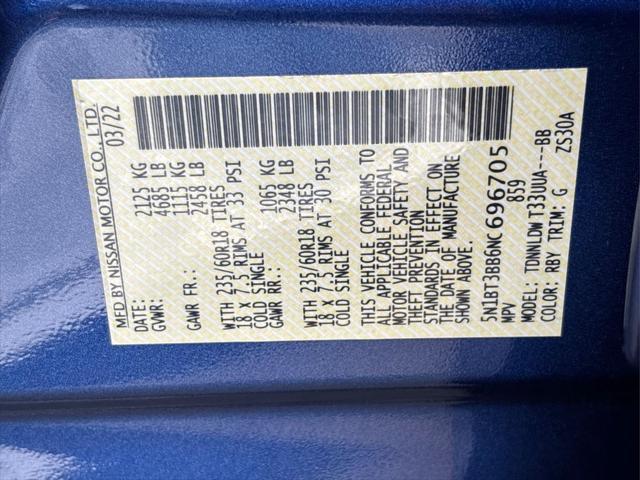 MFD BY NISSAN MOTOR CO., LTD.
DATE: 03/22
GVWR: 2125 KG
4685 LB
GAWR FR.: 1115 KG
2458 LB
WITH 235/60R18 TIRES
18 x 7.5 RIMS AT 33 PSI
COLD SINGLE
GAWR RR.: 1065 KG
2348 LB
WITH 235/60R18 TIRES
18 x 7.5 RIMS AT 30 PSI
COLD SINGLE
THIS VEHICLE CONFORMS TO
ALL APPLICABLE FEDERAL
MOTOR VEHICLE SAFETY AND
THEFT PREVENTION
STANDARDS IN EFFECT ON
THE DATE OF MANUFACTURE
SHOWN ABOVE.
5N1BT3BB6NC696705
MPV 859
MODEL: TDNNLDW T33UUA----BB
COLOR: RBY TRIM: G ZS30A